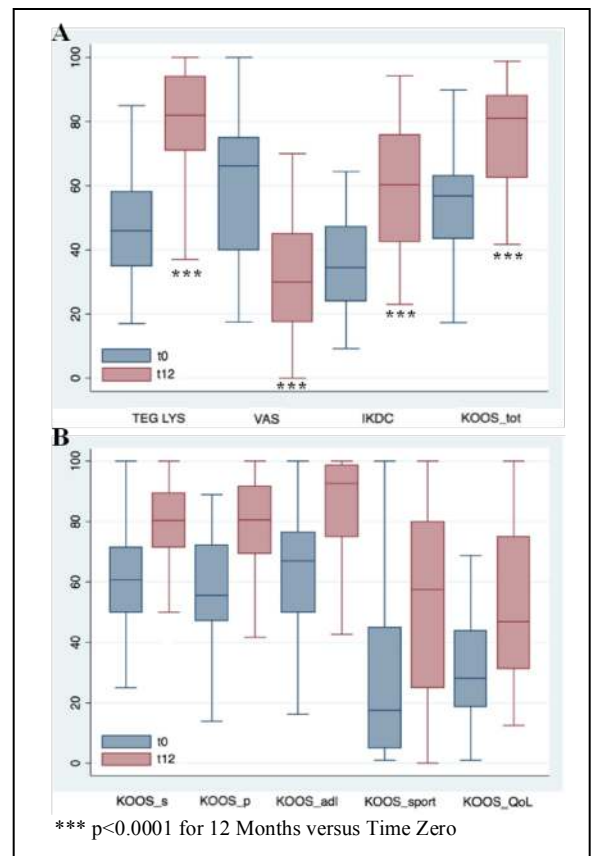 A
100
80
60
40
20
0
*** *** *** ***
t0
t12
TEG LYS VAS IKDC KOOS_tot
B
100
80
60
40
20
0
t0
t12
KOOS_s KOOS_p KOOS_adl KOOS_sport KOOS_QoL
*** p<0.0001 for 12 Months versus Time Zero